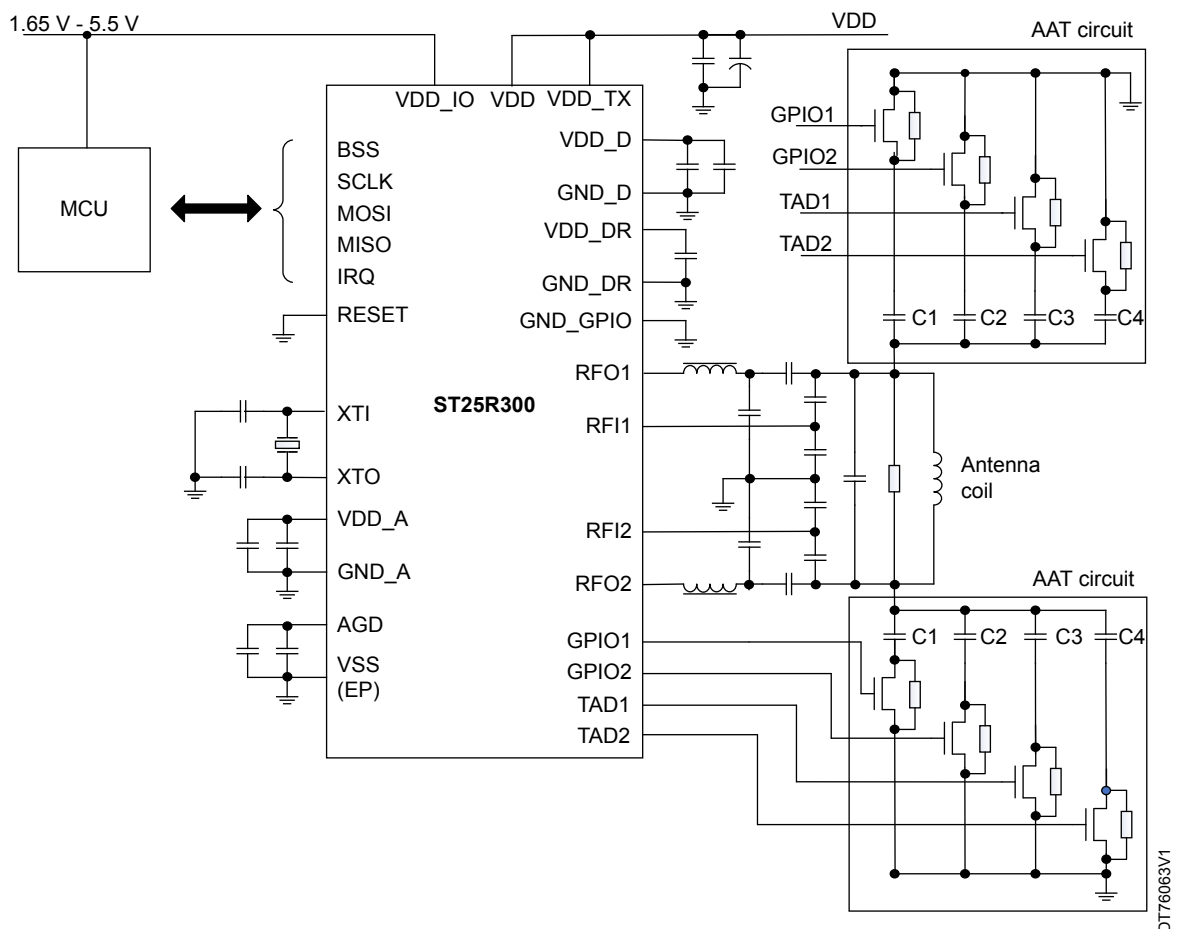 1.65 V - 5.5 V
VDD
AAT circuit
VDD_IO VDD VDD_TX
GPIO1
GPIO2
TAD1
TAD2
C1 C2 C3 C4
MCU
BSS
SCLK
MOSI
MISO
IRQ
RESET
XTI
XTO
VDD_A
GND_A
AGD
VSS
(EP)
ST25R300
VDD_D
GND_D
VDD_DR
GND_DR
GND_GPIO
RFO1
RFI1
RFI2
RFO2
GPIO1
GPIO2
TAD1
TAD2
Antenna
coil
AAT circuit
C1 C2 C3 C4
DT76063V1